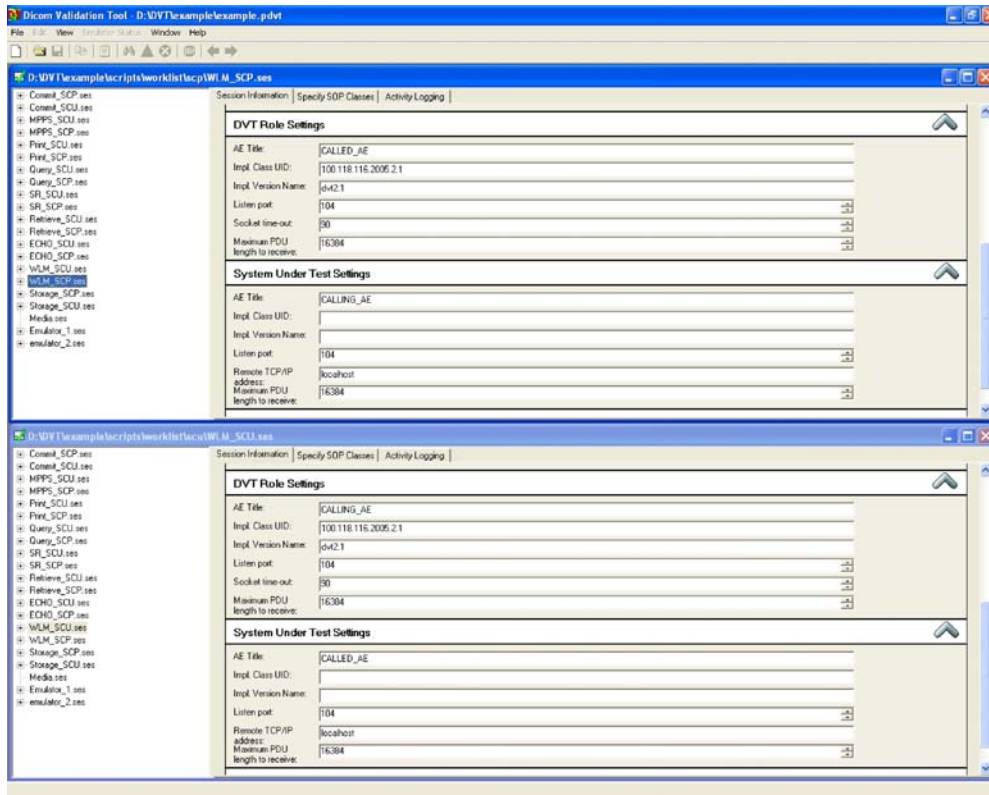 Dicom Validation Tool - D:\DVT\example\example.pdvt
File Edit View Emulator Status Window Help
D:\DVT\example\scripts\worklist\scp\WLM_SCP.ses
Session Information Specify SOP Classes Activity Logging
Commit_SCP.ses
Commit_SCU.ses
MPPS_SCU.ses
MPPS_SCP.ses
Print_SCU.ses
Print_SCP.ses
Query_SCU.ses
Query_SCP.ses
SR_SCU.ses
SR_SCP.ses
Retrieve_SCU.ses
Retrieve_SCP.ses
ECHO_SCU.ses
ECHO_SCP.ses
WLM_SCU.ses
WLM_SCP.ses
Storage_SCP.ses
Storage_SCU.ses
Media.ses
Emulator_1.ses
emulator_2.ses
DVT Role Settings
AE Title: CALLED_AE
Impl. Class UID: 100.118.116.2005.2.1
Impl. Version Name: dvt2.1
Listen port: 104
Socket time-out: 90
Maximum PDU 16384
length to receive:
System Under Test Settings
AE Title: CALLING_AE
Impl. Class UID:
Impl. Version Name:
Listen port: 104
Remote TCP/IP localhost
address:
Maximum PDU 16384
length to receive:
D:\DVT\example\scripts\worklist\scu\WLM_SCU.ses
Session Information Specify SOP Classes Activity Logging
Commit_SCP.ses
Commit_SCU.ses
MPPS_SCU.ses
MPPS_SCP.ses
Print_SCU.ses
Print_SCP.ses
Query_SCU.ses
Query_SCP.ses
SR_SCU.ses
SR_SCP.ses
Retrieve_SCU.ses
Retrieve_SCP.ses
ECHO_SCU.ses
ECHO_SCP.ses
WLM_SCU.ses
WLM_SCP.ses
Storage_SCP.ses
Storage_SCU.ses
Media.ses
Emulator_1.ses
emulator_2.ses
DVT Role Settings
AE Title: CALLING_AE
Impl. Class UID: 100.118.116.2005.2.1
Impl. Version Name: dvt2.1
Listen port: 104
Socket time-out: 90
Maximum PDU 16384
length to receive:
System Under Test Settings
AE Title: CALLED_AE
Impl. Class UID:
Impl. Version Name:
Listen port: 104
Remote TCP/IP localhost
address:
Maximum PDU 16384
length to receive: